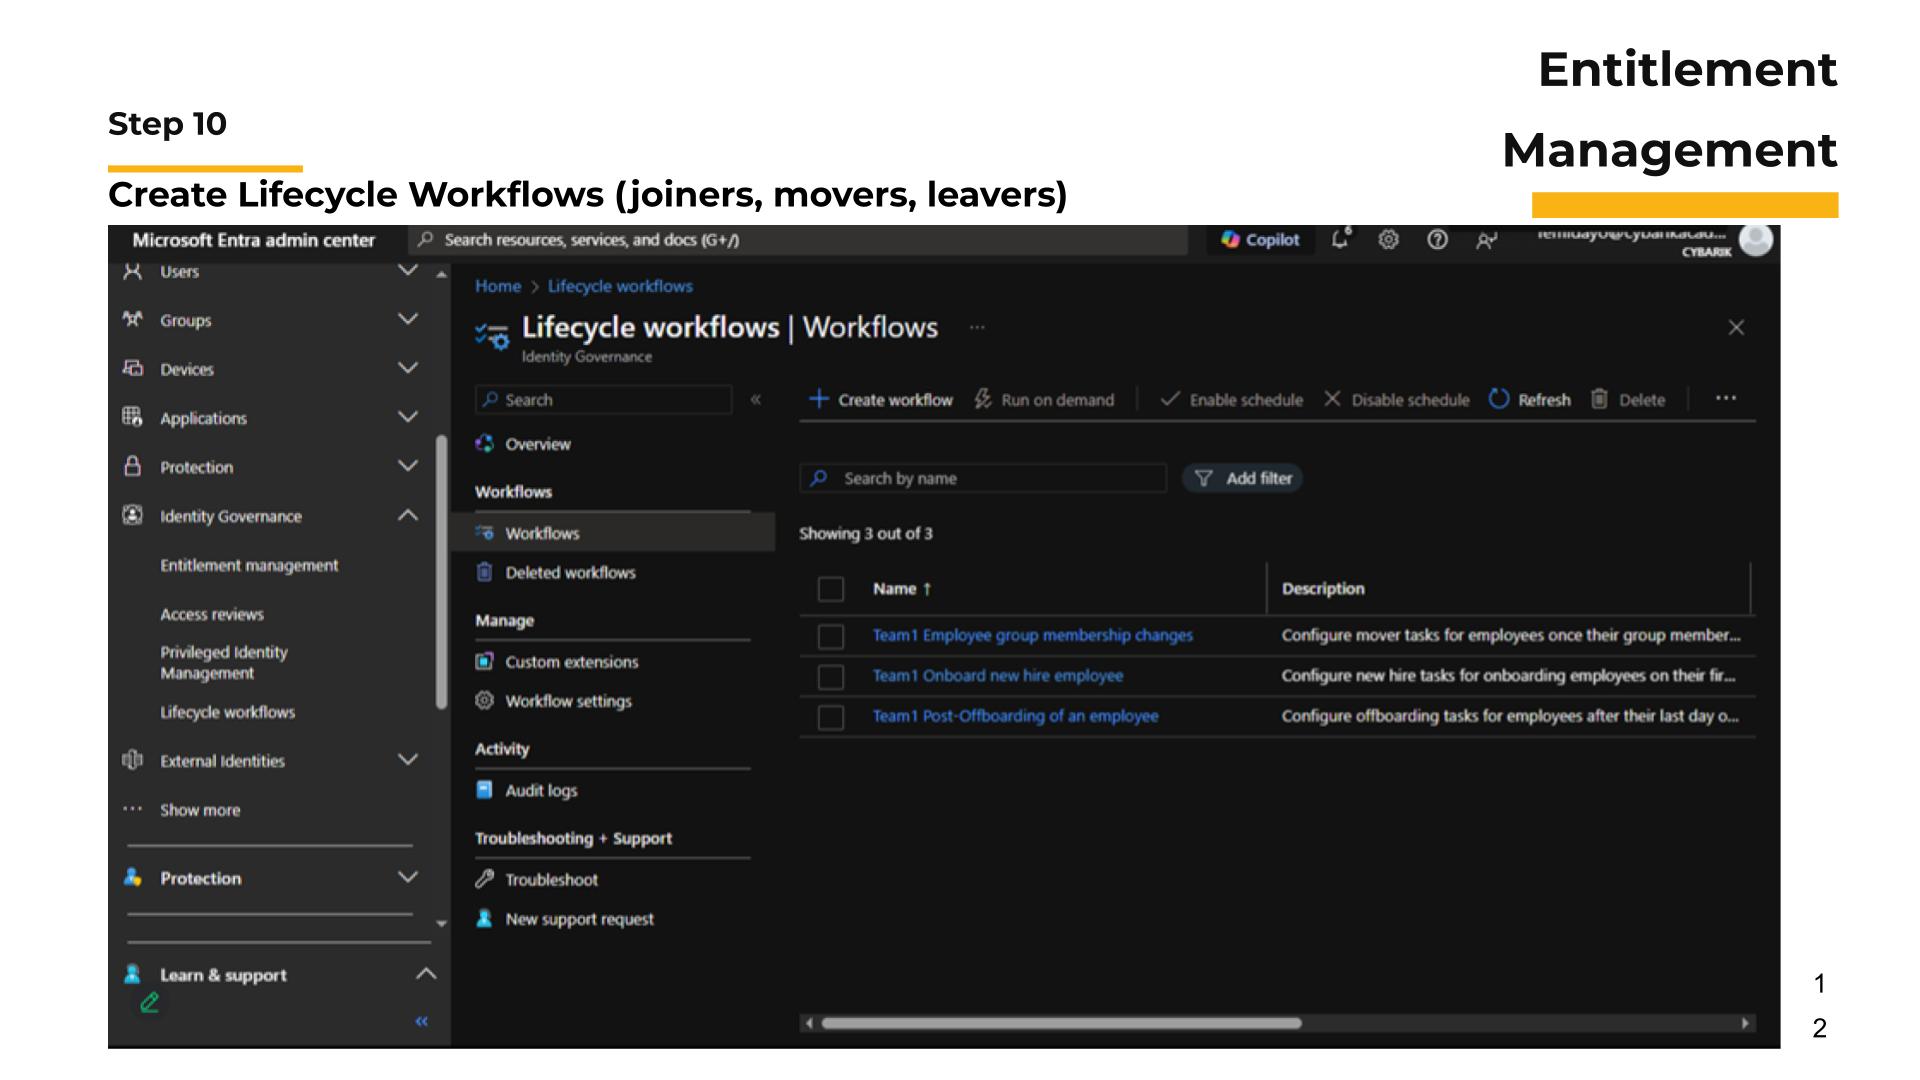 Entitlement
Management
Step 10
Create Lifecycle Workflows (joiners, movers, leavers)
Microsoft Entra admin center
Search resources, services, and docs (G+/)
Copilot
6
CYBARIK
Users
Groups
Devices
Applications
Protection
Identity Governance
Entitlement management
Access reviews
Privileged Identity
Management
Lifecycle workflows
External Identities
Show more
Protection
Learn & support
Home > Lifecycle workflows
Lifecycle workflows | Workflows
Identity Governance
Search
Overview
Workflows
Workflows
Deleted workflows
Manage
Custom extensions
Workflow settings
Activity
Audit logs
Troubleshooting + Support
Troubleshoot
New support request
Create workflow Run on demand Enable schedule Disable schedule Refresh Delete ...
Search by name
Add filter
Showing 3 out of 3
Name ↑ Description
Team1 Employee group membership changes Configure mover tasks for employees once their group member...
Team1 Onboard new hire employee Configure new hire tasks for onboarding employees on their fir...
Team1 Post-Offboarding of an employee Configure offboarding tasks for employees after their last day o...
1
2